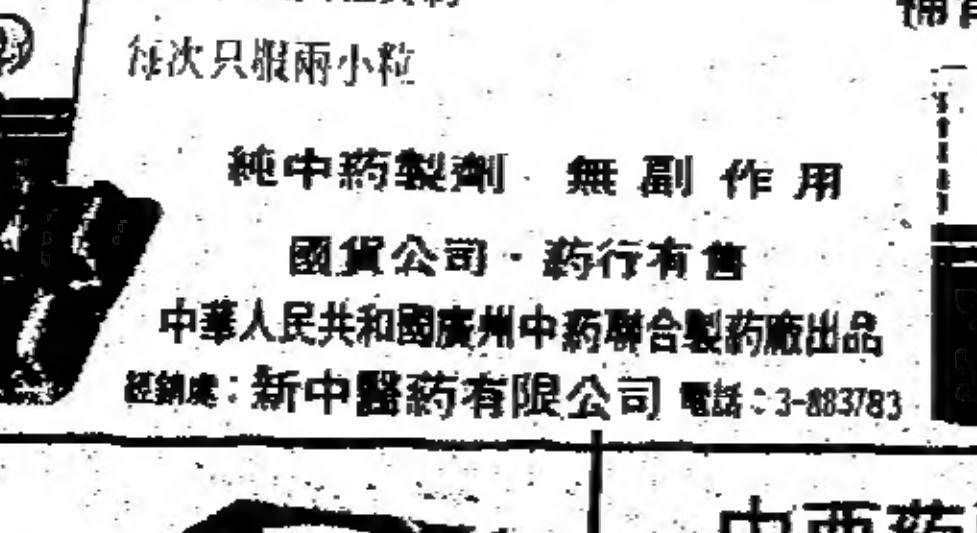 每次只服兩小粒
純中葯製劑 無副作用
國貨公司·葯行有售
中華人民共和國廣州中葯聯合製葯廠出品
經銷處：新中醫葯有限公司 電話：3-883783
中西葯